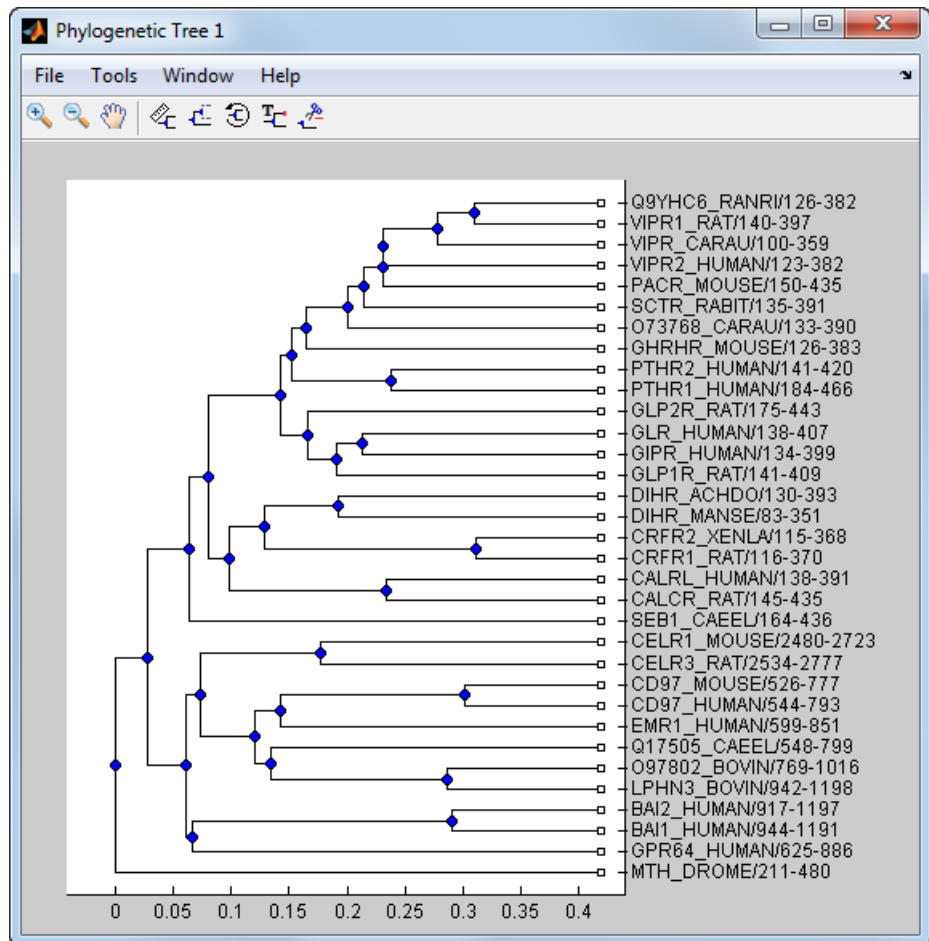 Phylogenetic Tree 1
File Tools Window Help
Q9YHC6_RANRI/126-382
VIPR1_RAT/140-397
VIPR_CARAU/100-359
VIPR2_HUMAN/123-382
PACR_MOUSE/150-435
SCTR_RABIT/135-391
O73768_CARAU/133-390
GHRHR_MOUSE/126-383
PTHR2_HUMAN/141-420
PTHR1_HUMAN/184-466
GLP2R_RAT/175-443
GLR_HUMAN/138-407
GIPR_HUMAN/134-399
GLP1R_RAT/141-409
DIHR_ACHDO/130-393
DIHR_MANSE/83-351
CRFR2_XENLA/115-368
CRFR1_RAT/116-370
CALRL_HUMAN/138-391
CALCR_RAT/145-435
SEB1_CAEEL/164-436
CELR1_MOUSE/2480-2723
CELR3_RAT/2534-2777
CD97_MOUSE/526-777
CD97_HUMAN/544-793
EMR1_HUMAN/599-851
Q17505_CAEEL/548-799
O97802_BOVIN/769-1016
LPHN3_BOVIN/942-1198
BAI2_HUMAN/917-1197
BAI1_HUMAN/944-1191
GPR64_HUMAN/625-886
MTH_DROME/211-480
0 0.05 0.1 0.15 0.2 0.25 0.3 0.35 0.4